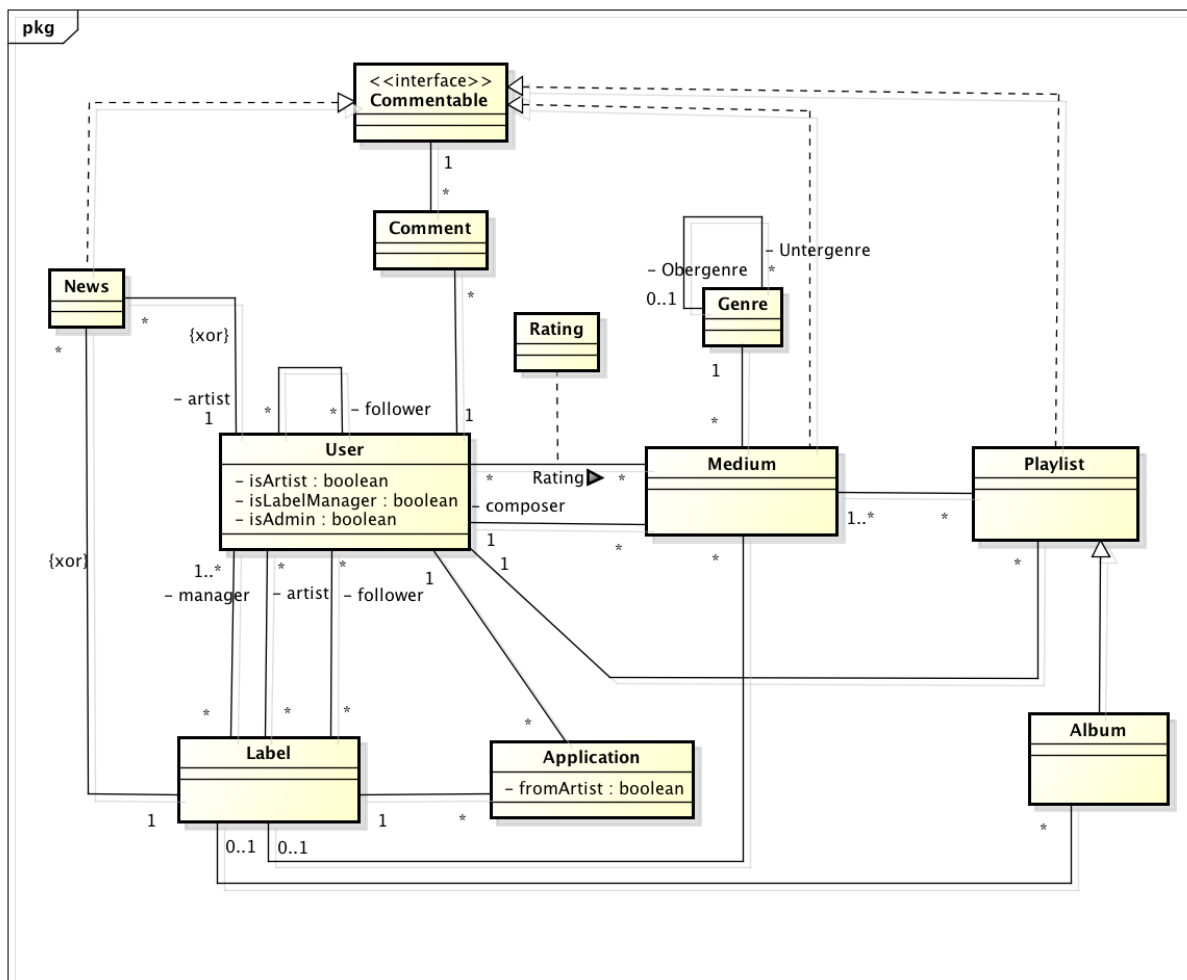 pkg
<<interface>>
Commentable
1
*
Comment
- Untergenre
- Obergenre
*
News
*
0..1
Genre
*
Rating
{xor}
*
1
- artist
*
*
- follower
1
*
1
User
Medium
Playlist
- isArtist : boolean
*
Rating
*
- isLabelManager : boolean
- composer
- isAdmin : boolean
1..*
*
1
*
{xor}
1..*
*
*
1
1
*
*
- manager
- artist
- follower
*
*
*
*
Label
Application
Album
- fromArtist : boolean
1
1
*
*
0..1
0..1